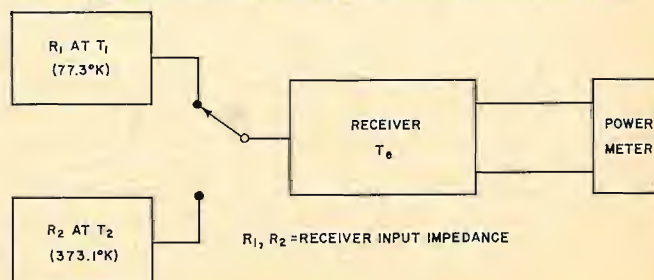 R₁ AT T₁
(77.3°K)
RECEIVER
Tₑ
POWER
METER
R₂ AT T₂
(373.1°K)
R₁, R₂ = RECEIVER INPUT IMPEDANCE